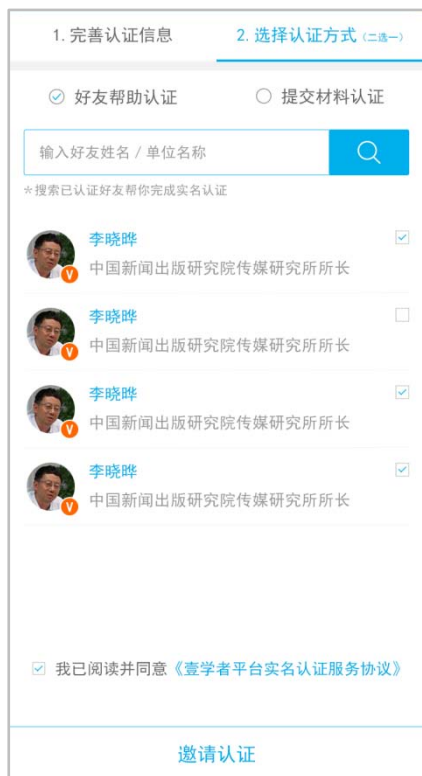 1. 完善认证信息
2. 选择认证方式（二选一）
好友帮助认证
提交材料认证
输入好友姓名 / 单位名称
*搜索已认证好友帮你完成实名认证
李晓晔
V
中国新闻出版研究院传媒研究所所长
李晓晔
V
中国新闻出版研究院传媒研究所所长
李晓晔
V
中国新闻出版研究院传媒研究所所长
李晓晔
V
中国新闻出版研究院传媒研究所所长
我已阅读并同意《壹学者平台实名认证服务协议》
邀请认证